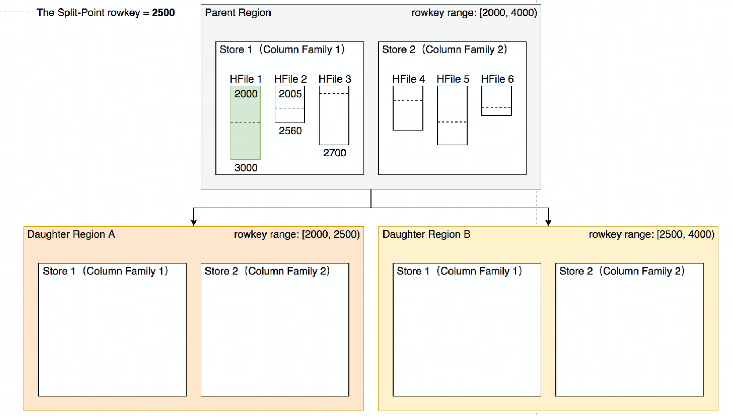 The Split-Point rowkey = 2500
Parent Region
rowkey range: [2000, 4000)
Store 1（Column Family 1）
Store 2（Column Family 2）
HFile 1
HFile 2
HFile 3
HFile 4
HFile 5
HFile 6
2000
2005
2560
2700
3000
Daughter Region A
rowkey range: [2000, 2500)
Daughter Region B
rowkey range: [2500, 4000)
Store 1（Column Family 1）
Store 2（Column Family 2）
Store 1（Column Family 1）
Store 2（Column Family 2）